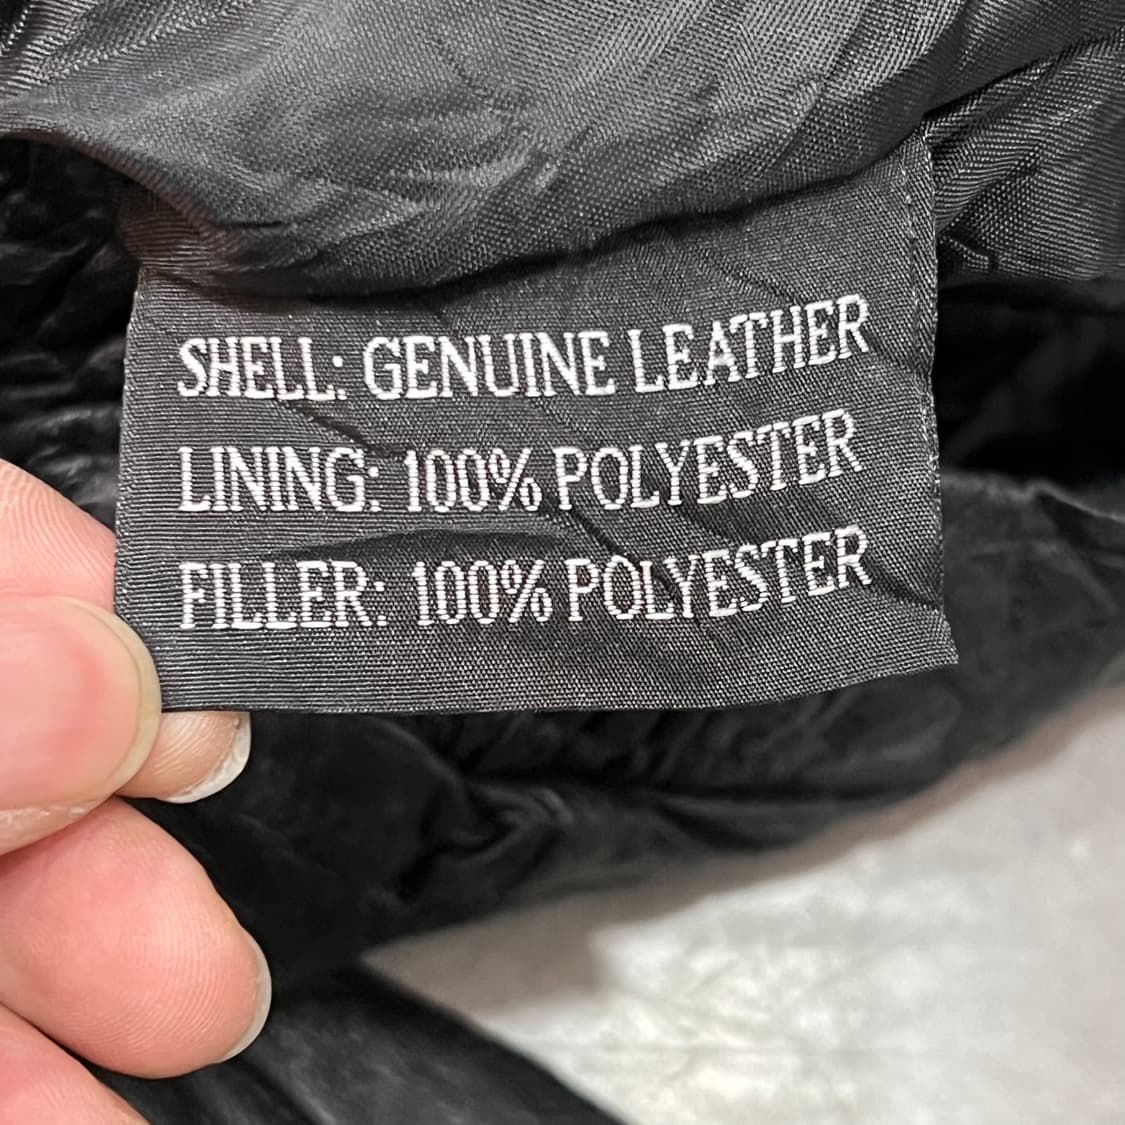 SHELL: GENUINE LEATHER
LINING: 100% POLYESTER
FILLER: 100% POLYESTER